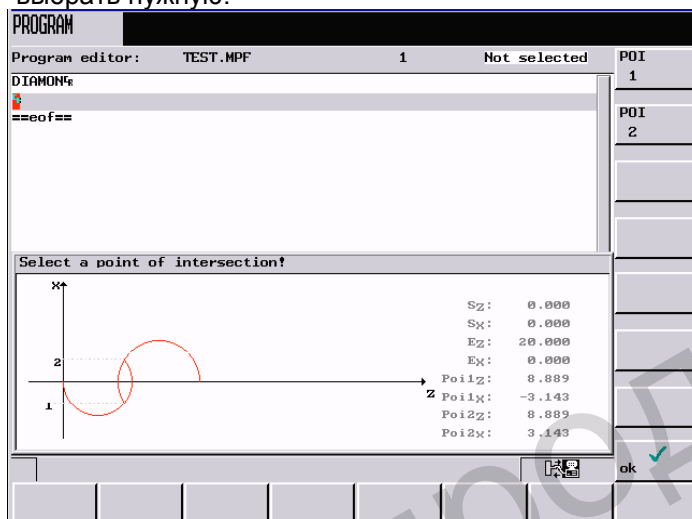 выбрать нужную:
PROGRAM
Program editor: TEST.MPF 1 Not selected
DIAMON
==eof==
POI
1
POI
2
Select a point of intersection!
X
2
1
Z
SZ: 0.000
SX: 0.000
EZ: 20.000
EX: 0.000
Poi1Z: 8.889
Poi1X: -3.143
Poi2Z: 8.889
Poi2X: 3.143
ok